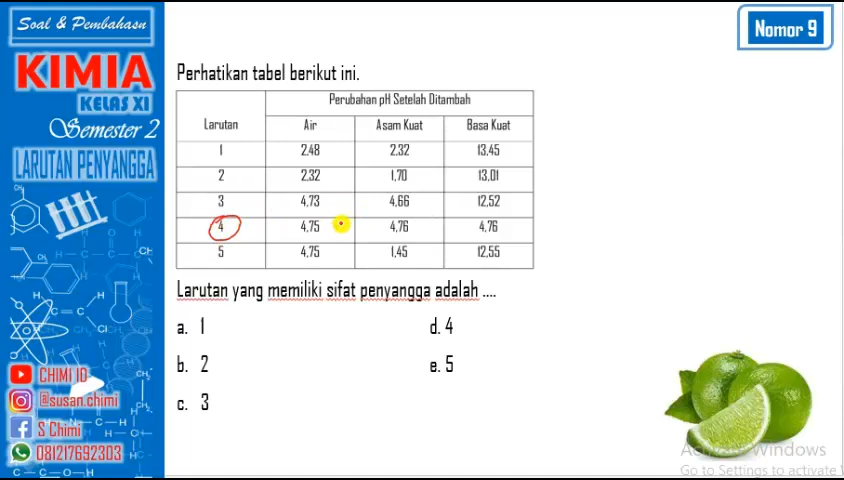 Soal & Pembahasn
KIMIA
KELAS XI
Semester 2
LARUTAN PENYANGGA
CHIMI ID
@susan.chimi
S Chimi
081217692303
Nomor 9
Perhatikan tabel berikut ini.
Larutan Perubahan pH Setelah Ditambah
Air Asam Kuat Basa Kuat
1 2,48 2,32 13,45
2 2,32 1,70 13,01
3 4,73 4,66 12,52
4 4,75 4,76 4,76
5 4,75 1,45 12,55
Larutan yang memiliki sifat penyangga adalah ....
a. 1 d. 4
b. 2 e. 5
c. 3
Windows
Go to Settings to activate